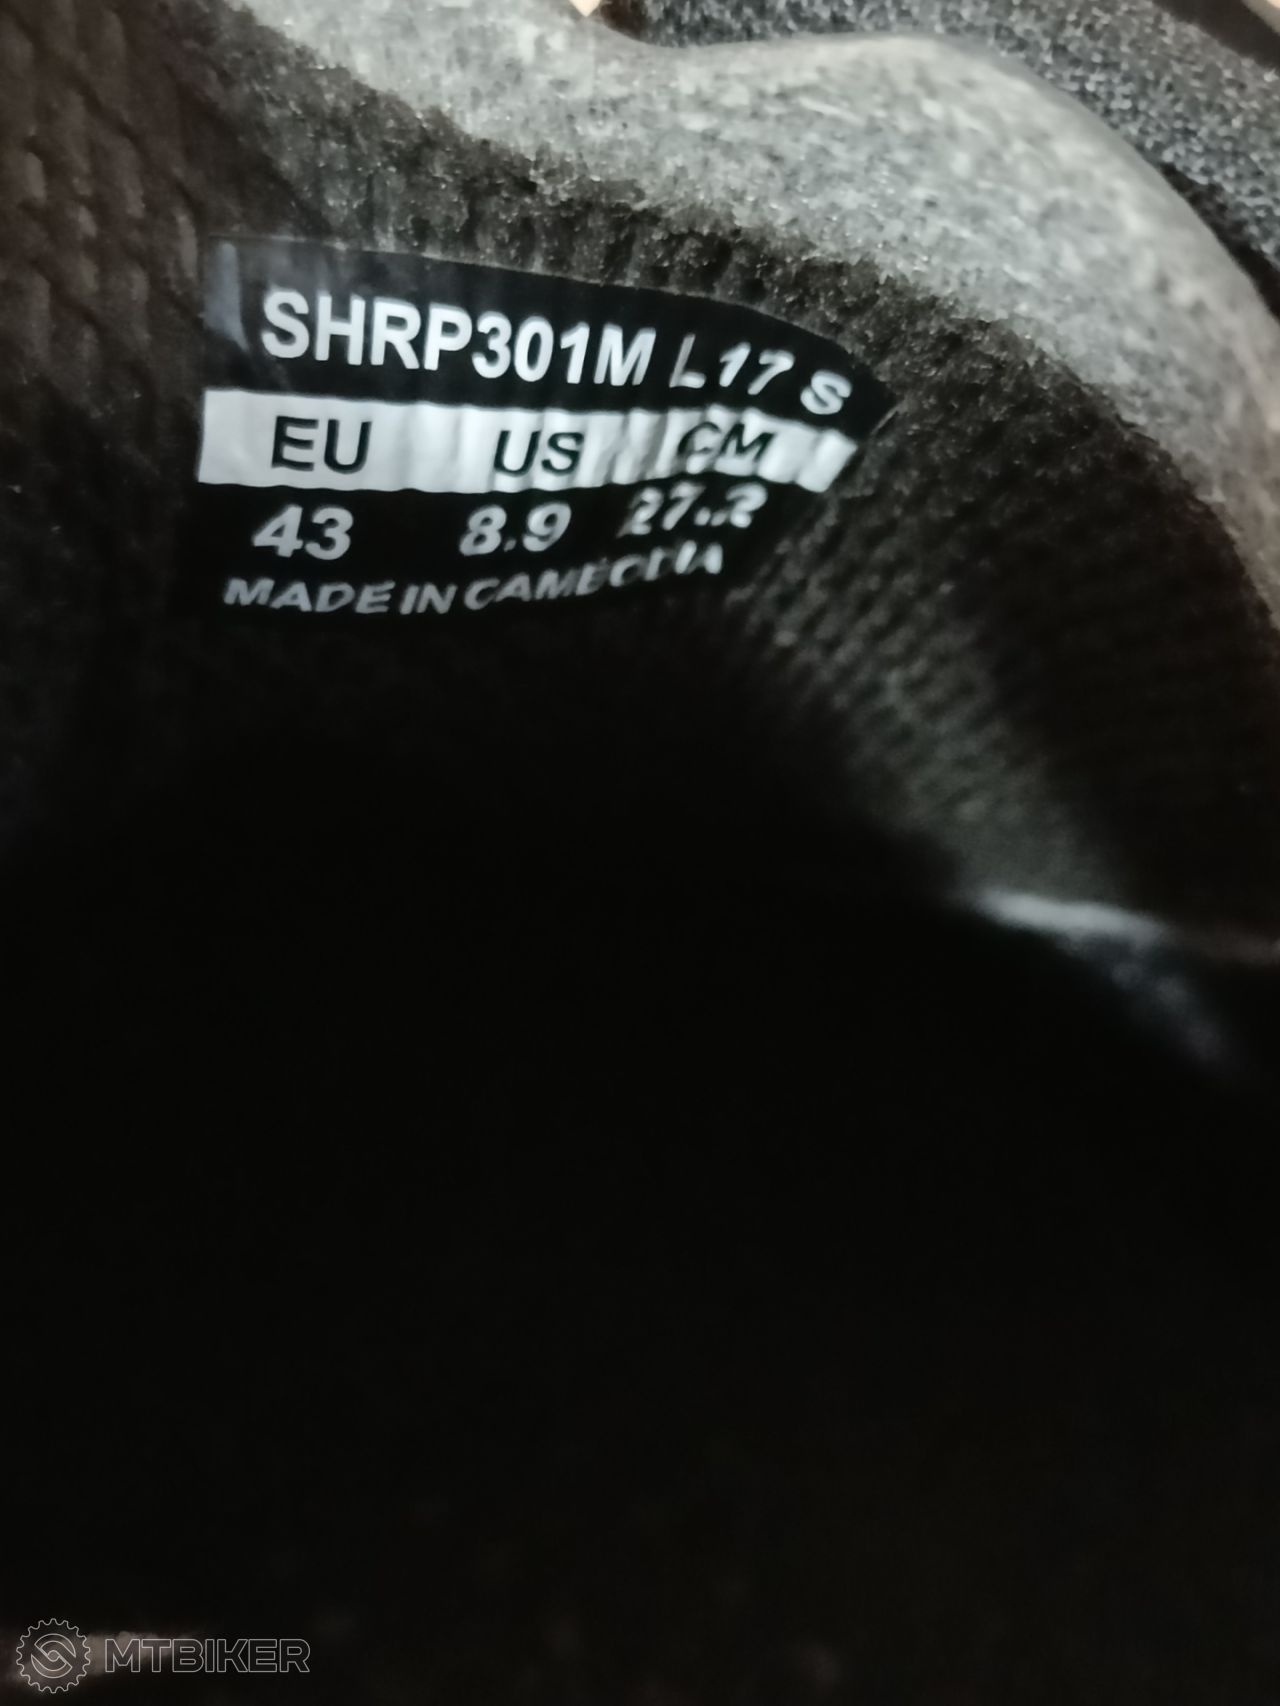 SHRP301M L17 S
EU US CM
43 8.9 27.2
MADE IN CAMBODIA
MTBIKER